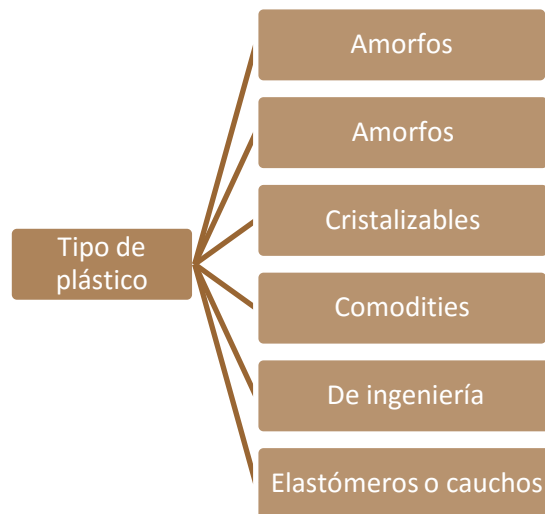 Amorfos
Amorfos
Cristalizables
Tipo de
plástico
Comodities
De ingeniería
Elastómeros o cauchos